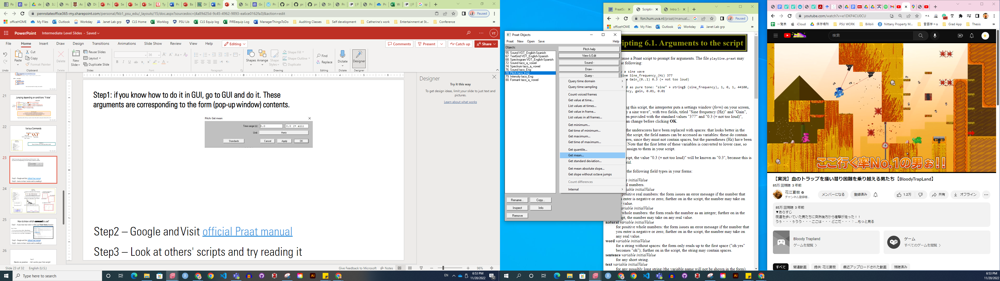 pennstateoffice365-my.sharepoint.com/personal/fkb1_psu_edu/_layouts/15/doc.aspx?sourcedoc={4a89d25d-9c45-4962-9893-ea6ce0162fa3}&action=edit
Paused
officeHOME My Files Outlook Workday Janet Lab grp CLS Home Worklog PSU Lib CLS Equip log PIREequip Log ManagerThingsToDo Auditing Classes Self development Catherine's work Entertainment at St... Conference
PowerPoint Intermediate Level Slides - Saved
YT
File Home Insert Draw Design Transitions Animations Slide Show Review View Help Editing Comments Present Catch up Share
Paste Cut Copy Format Painter
Delete
New Slide Reuse Slides Layout Duplicate Slide
36
Shapes Arrange Shape Styles Shape Fill Shape Outline Duplicate
Find Replace
Dictate
Designer
Undo Clipboard Delete Slides Font Paragraph Drawing Editing Dictate Designer
21
Jumping depending on conditions "if else"
22
Various Commands
23
24
25
How to know which command to use?
26
Hands-on practice – let's write your first script!
Step1: if you know how to do it in GUI, go to GUI and do it. These
arguments are corresponding to the form (pop-up window) contents.
Pitch: Get mean
Time range (s): 0.0 0.0 (= all)
Unit: Hertz
Standards Cancel Apply OK
Step2 – Google and Visit official Praat manual
Step3 – Look at others' scripts and try reading it
Designer
Try it this way
To get design ideas, limit your slide to just text and
pictures.
Learn about what works
Slide 23 of 32 English (U.S.) Give Feedback to Microsoft Notes 96%
Type here to search
EN
6:53 PM
11/20/2022
12
Praat Objects
Praat New Open Save Help
Objects:
55. Sound VOT_English-Spanish
67. TextGrid VOT_English-Spanish
68. Spectrogram VOT_English-Spanish
72. Sound taco_a_vowel
74. Spectrum taco_a_vowel
76. Sound taco_Eng
78. Pitch taco_Eng
79. Intensity taco_Eng
80. Formant taco_a_vowel
Pitch help
View & Edit
Sound -
Draw -
Query -
Query time domain
Query time sampling
Count voiced frames
Get value at time...
List values at times...
Get value in frame...
List values in all frames...
Get minimum...
Get time of minimum...
Get maximum...
Get time of maximum...
Get quantile...
Get mean...
Get standard deviation...
Get mean absolute slope...
Get slope without octave jumps
Count differences
Internal
Rename... Copy...
Inspect Info
Remove
PraatSc Scriptin Intro 5.
fon.hum.uva.nl/praat/manual...
Paused
officeHOME My Files Outlook Workday Janet Lab grp
ipting 6.1. Arguments to the script
cause a Praat script to prompt for arguments. The file playSine.praat may
e following:
y a sine wave
tive Sine_frequency_(Hz) 377
e Gain_(0..1) 0.3 (= not too loud)
d as pure tone: "sine" + string$ (sine_frequency), 1, 0, 1, 44100,
ncy, gain, 0.01, 0.01
ng this script, the interpreter puts a settings window (form) on your screen,
y a sine wave", with two fields, titled "Sine frequency (Hz)" and "Gain",
en provided with the standard values "377" and "0.3 (= not too loud)",
an change before clicking OK.
the underscores have been replaced with spaces: that looks better in the
the script, the field names can be accessed as variables: these do contain
res, since they must not contain spaces, but the parentheses (Hz) have been
Note that the first letter of these variables is converted to lower case, so
assign to them in your script.
ript, the value "0.3 (= not too loud)" will be known as "0.3", because this is
eld.
the following field types in your forms:
initialValue
al numbers.
riable initialValue
positive real numbers: the form issues an error message if the number that
enter is negative or zero; further on in the script, the number may take on
value.
riable initialValue
whole numbers: the form reads the number as an integer; further on in the
ript, the number may take on any real value.
natural variable initialValue
for positive whole numbers: the form issues an error message if the number that
you enter is negative or zero; further on in the script, the number may take on
any real value.
word variable initialValue
for a string without spaces: the form only reads up to the first space ("oh yes"
becomes "oh"); further on in the script, the string may contain spaces.
sentence variable initialValue
for any short string.
text variable initialValue
for any possibly long string (the variable name will not be shown in the form).
youtube.com/watch?v=e1DKP4CU0CU
一覧表 iCloud 保存場所 PSU WORK Bilibili Nittany Property M... 言語学+α Grad App Thesis
検索
ここ行く率No.1の男ぉ!!
【実況】血のトラップを掻い潜り困難を乗り越える男たち【BloodyTrapLand】
85万 回視聴 3 年前
花江夏樹
チャンネル登録者...
メンバーになる 登録済み 1.2万 共有 オフライン
85万 回視聴 3 年前
▼あらすじ
夜道を歩いていた男たちに突然後方から衝撃が走った!!
うぅ・・・ぅうう・・・ここは・・・どこだ・・・? ...もっと見る
Bloody Trapland
ゲームを閲覧
ゲーム
すべてのゲームを閲覧
すべて 関連動画 提供: 花江夏樹 最近アップロードされた動画 視聴済み
6:53 PM
11/20/202